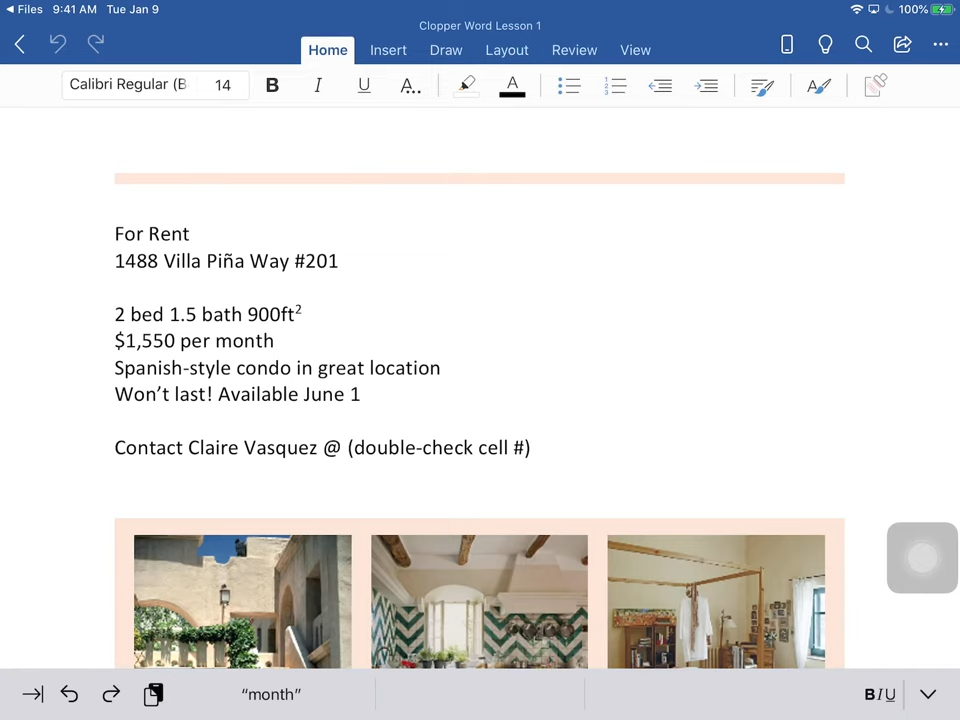 Files 9:41 AM Tue Jan 9 100%
Clopper Word Lesson 1
Home Insert Draw Layout Review View
Calibri Regular (B 14 B I U A.. A A
For Rent
1488 Villa Piña Way #201
2 bed 1.5 bath 900ft²
$1,550 per month
Spanish-style condo in great location
Won’t last! Available June 1
Contact Claire Vasquez @ (double-check cell #)
“month” BIU